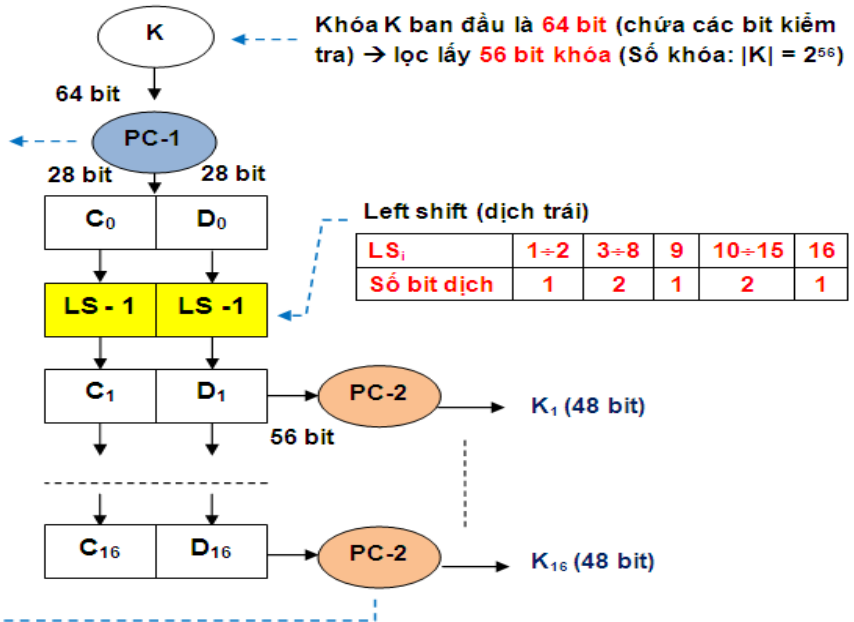 K
Khóa K ban đầu là 64 bit (chứa các bit kiểm
tra) → lọc lấy 56 bit khóa (Số khóa: |K| = 2⁵⁶)
64 bit
PC-1
28 bit 28 bit
C₀ D₀
Left shift (dịch trái)
LSᵢ 1÷2 3÷8 9 10÷15 16
Số bit dịch 1 2 1 2 1
LS - 1 LS -1
C₁ D₁
PC-2
K₁ (48 bit)
56 bit
C₁₆ D₁₆
PC-2
K₁₆ (48 bit)